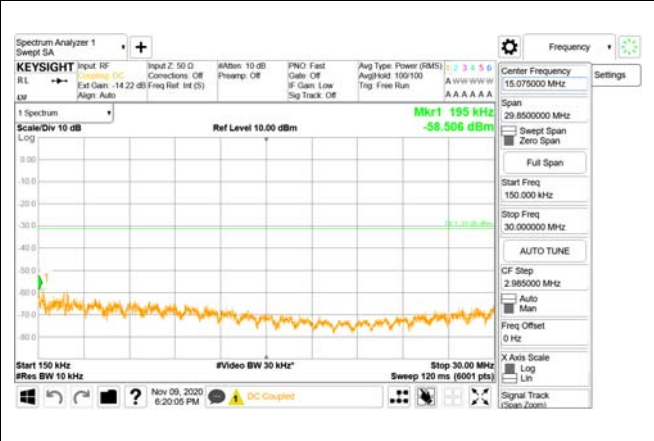 Spectrum Analyzer 1
Swept SA
Frequency
KEYSIGHT
RL
Input: RF
Coupling: DC
Ext Gain: -14.22 dB
Align: Auto
Input Z: 50 Ω
Corrections: Off
Freq Ref: Int (S)
#Atten: 10 dB
Preamp: Off
PNO: Fast
Gate: Off
IF Gain: Low
Sig Track: Off
Avg Type: Power (RMS)
Avg|Hold: 100/100
Trig: Free Run
1 2 3 4 5 6
A W W W W W
A A A A A A
1 Spectrum
Scale/Div 10 dB
Log
Ref Level 10.00 dBm
Mkr1 195 kHz
-58.506 dBm
0.00
-10.0
-20.0
-30.0
-40.0
-50.0
-60.0
-70.0
-80.0
1
Start 150 kHz
#Res BW 10 kHz
#Video BW 30 kHz*
Stop 30.00 MHz
Sweep 120 ms (6001 pts)
Nov 09, 2020
6:20:05 PM
1
DC Coupled
?
Settings
Center Frequency
15.075000 MHz
Span
29.8500000 MHz
Swept Span
Zero Span
Full Span
Start Freq
150.000 kHz
Stop Freq
30.000000 MHz
AUTO TUNE
CF Step
2.985000 MHz
Auto
Man
Freq Offset
0 Hz
X Axis Scale
Log
Lin
Signal Track
(Span Zoom)